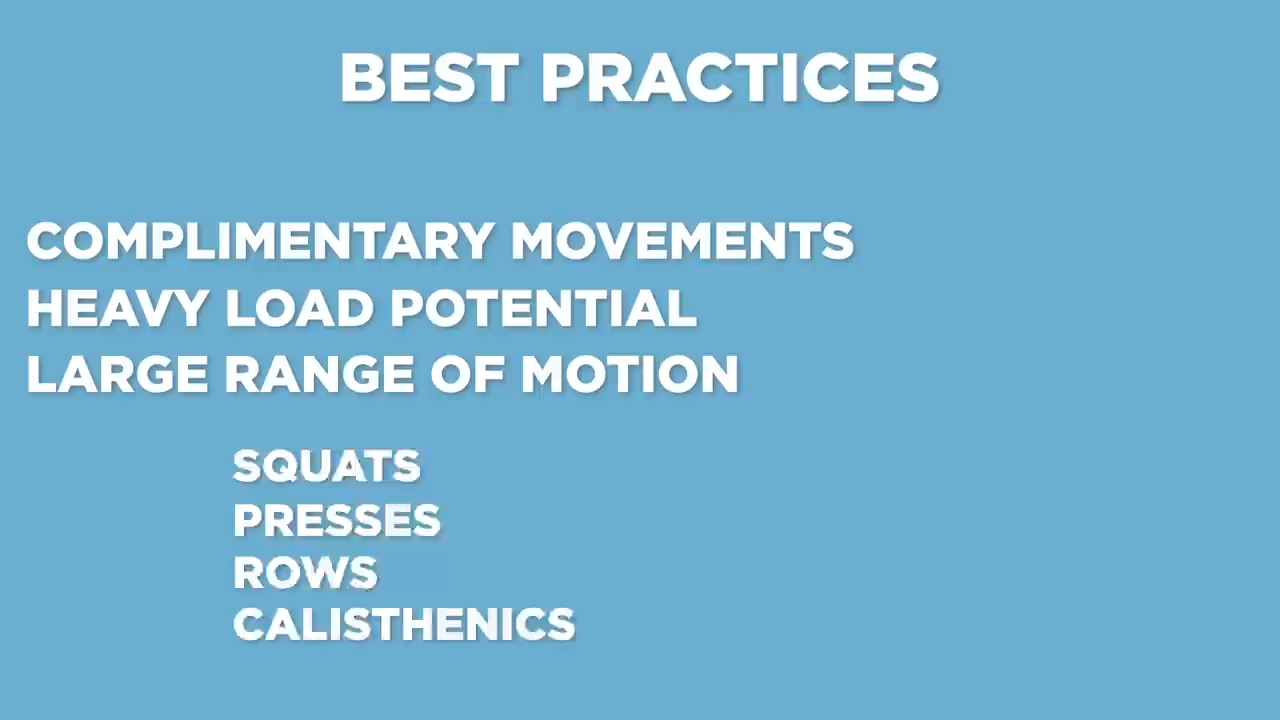 BEST PRACTICES
COMPLIMENTARY MOVEMENTS
HEAVY LOAD POTENTIAL
LARGE RANGE OF MOTION
SQUATS
PRESSES
ROWS
CALISTHENICS